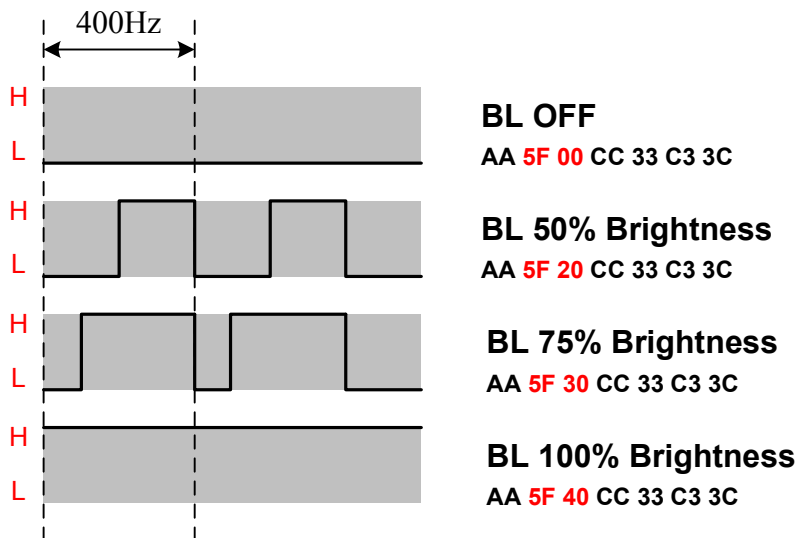 400Hz
H
L
BL OFF
AA 5F 00 CC 33 C3 3C
H
L
BL 50% Brightness
AA 5F 20 CC 33 C3 3C
H
L
BL 75% Brightness
AA 5F 30 CC 33 C3 3C
H
L
BL 100% Brightness
AA 5F 40 CC 33 C3 3C